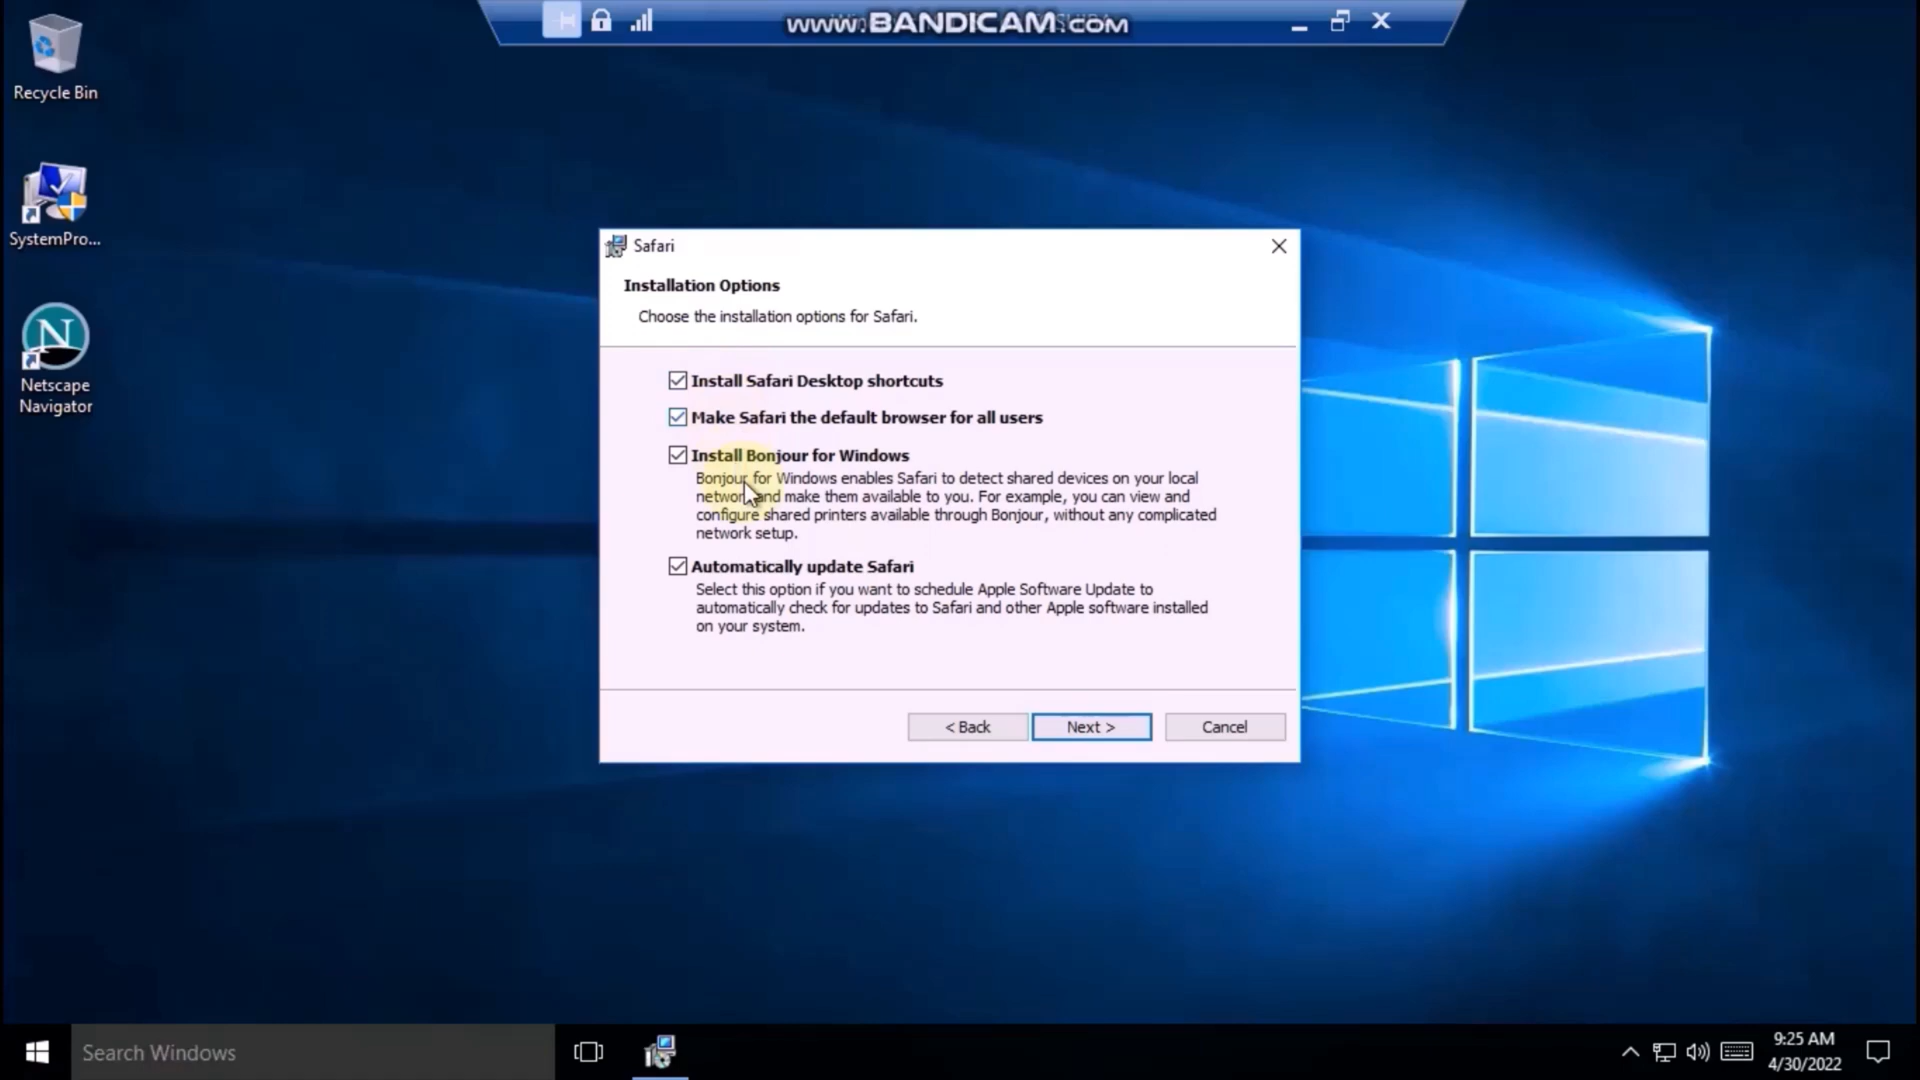 www.BANDICAM.com
Recycle Bin
SystemPro...
Netscape
Navigator
Safari
Installation Options
Choose the installation options for Safari.
Install Safari Desktop shortcuts
Make Safari the default browser for all users
Install Bonjour for Windows
Bonjour for Windows enables Safari to detect shared devices on your local
network and make them available to you. For example, you can view and
configure shared printers available through Bonjour, without any complicated
network setup.
Automatically update Safari
Select this option if you want to schedule Apple Software Update to
automatically check for updates to Safari and other Apple software installed
on your system.
< Back
Next >
Cancel
Search Windows
9:25 AM
4/30/2022